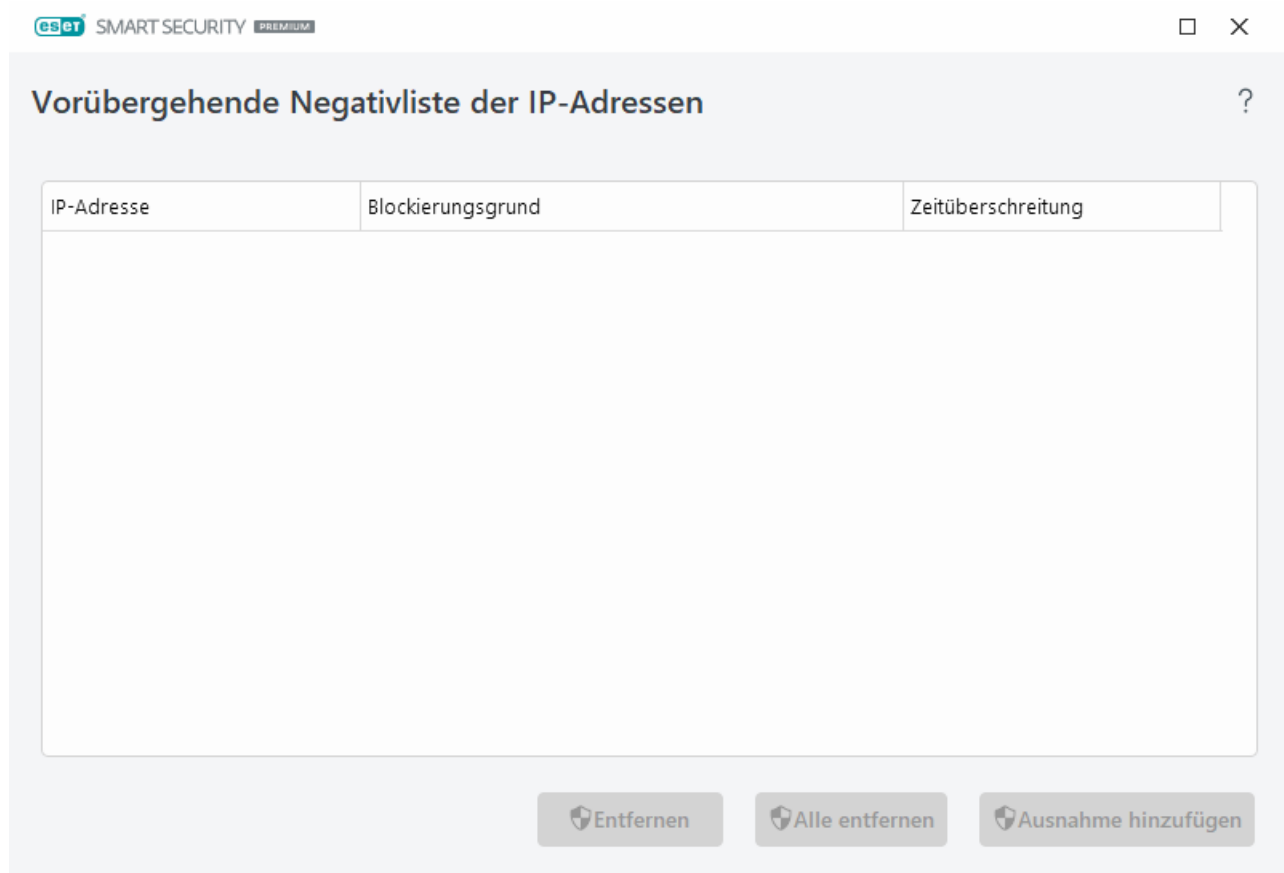 eset SMART SECURITY PREMIUM
Vorübergehende Negativliste der IP-Adressen
?
IP-Adresse Blockierungsgrund Zeitüberschreitung
Entfernen Alle entfernen Ausnahme hinzufügen